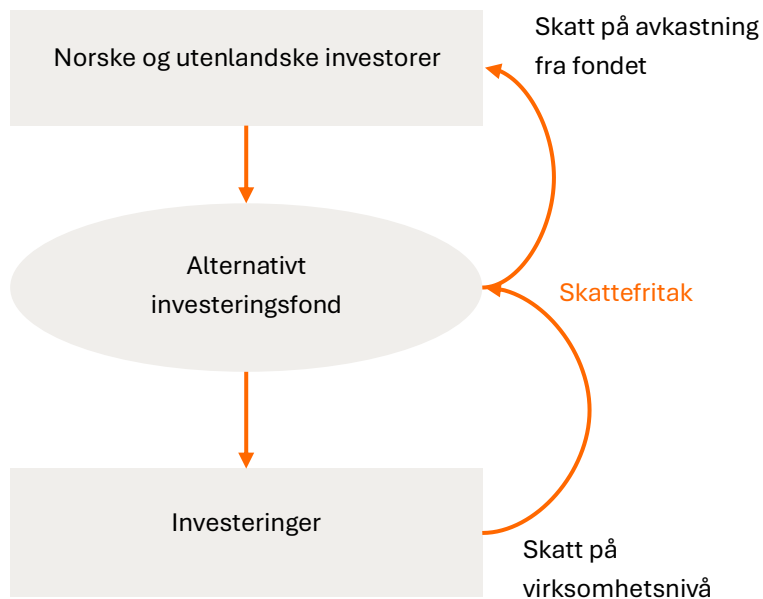 Skatt på avkastning
fra fondet
Norske og utenlandske investorer
Alternativt
investeringsfond
Skattefritak
Investeringer
Skatt på
virksomhetsnivå